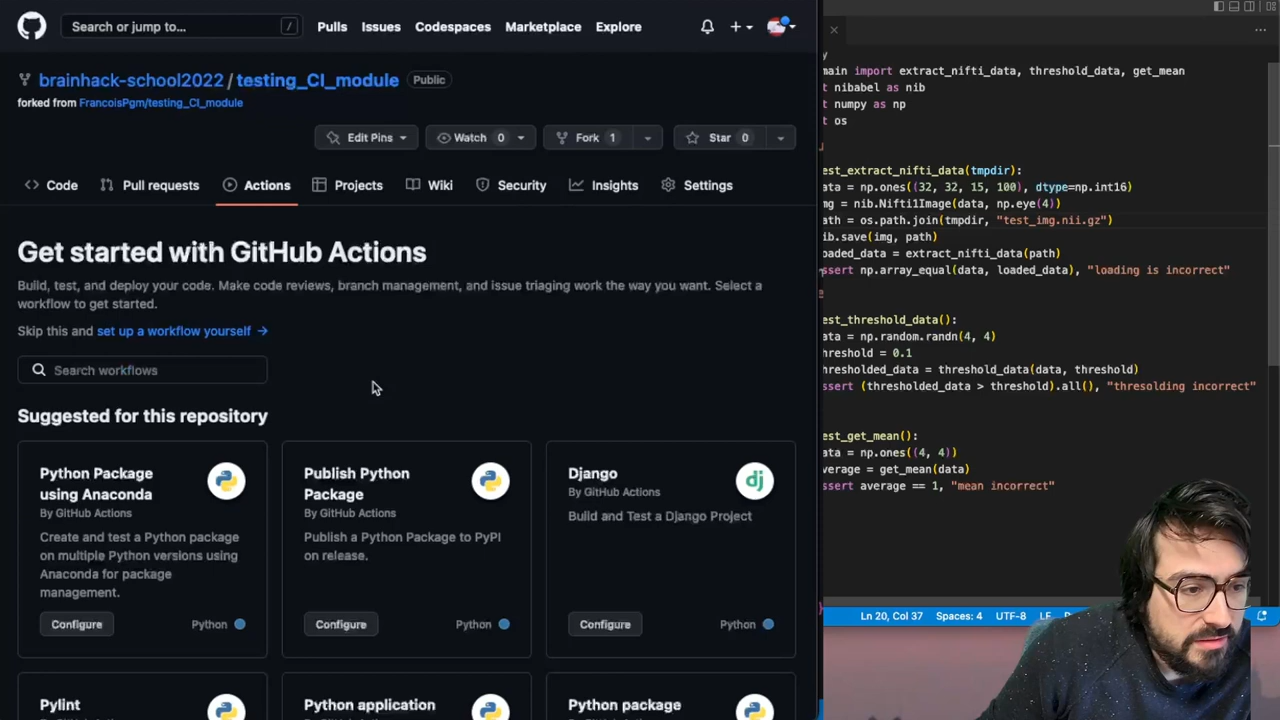 Search or jump to... /
Pulls Issues Codespaces Marketplace Explore
brainhack-school2022 / testing_CI_module Public
forked from FrancoisPgm/testing_CI_module
Edit Pins Watch 0 Fork 1 Star 0
Code Pull requests Actions Projects Wiki Security Insights Settings
Get started with GitHub Actions
Build, test, and deploy your code. Make code reviews, branch management, and issue triaging work the way you want. Select a
workflow to get started.
Skip this and set up a workflow yourself →
Search workflows
Suggested for this repository
Python Package
using Anaconda
By GitHub Actions
Create and test a Python package
on multiple Python versions using
Anaconda for package
management.
Configure Python
Publish Python
Package
By GitHub Actions
Publish a Python Package to PyPI
on release.
Configure Python
Django
By GitHub Actions
Build and Test a Django Project
Configure Python
Pylint
Python application
Python package
main import extract_nifti_data, threshold_data, get_mean
t nibabel as nib
t numpy as np
t os
est_extract_nifti_data(tmpdir):
ata = np.ones((32, 32, 15, 100), dtype=np.int16)
mg = nib.Nifti1Image(data, np.eye(4))
ath = os.path.join(tmpdir, "test_img.nii.gz")
ib.save(img, path)
oaded_data = extract_nifti_data(path)
ssert np.array_equal(data, loaded_data), "loading is incorrect"
est_threshold_data():
ata = np.random.randn(4, 4)
hreshold = 0.1
hresholded_data = threshold_data(data, threshold)
ssert (thresholded_data > threshold).all(), "thresolding incorrect"
est_get_mean():
ata = np.ones((4, 4))
verage = get_mean(data)
ssert average == 1, "mean incorrect"
Ln 20, Col 37 Spaces: 4 UTF-8 LF